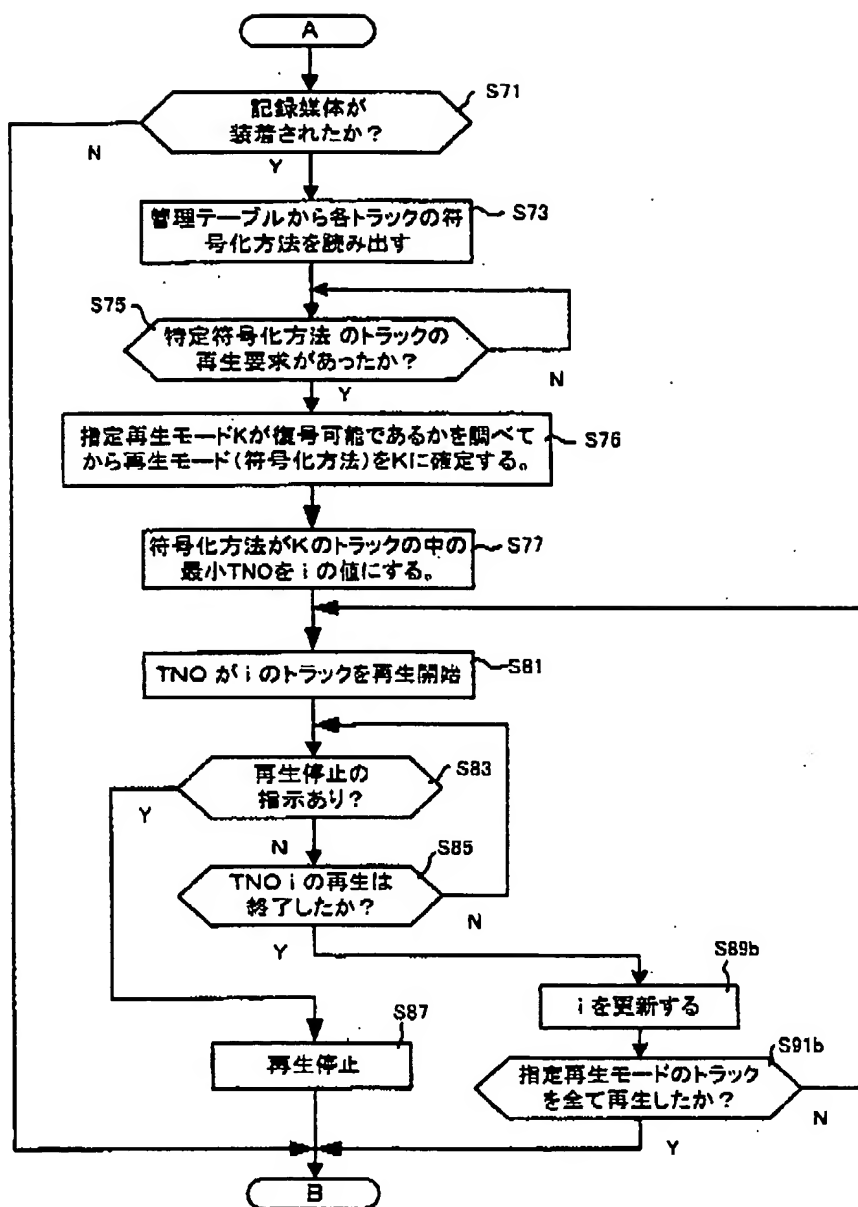 A
S71
記録媒体が
装着されたか?
N
Y
S73
管理テーブルから各トラックの符
号化方法を読み出す
S75
特定符号化方法 のトラックの
再生要求があったか?
N
Y
S76
指定再生モードKが復号可能であるかを調べて
から再生モード(符号化方法)をKに確定する。
S77
符号化方法がKのトラックの中の
最小TNOを i の値にする。
TNO が i のトラックを再生開始
S81
再生停止の
指示あり?
S83
Y
N
S85
TNO i の再生は
終了したか?
N
Y
S89b
i を更新する
S87
再生停止
S91b
指定再生モードのトラック
を全て再生したか?
N
Y
B